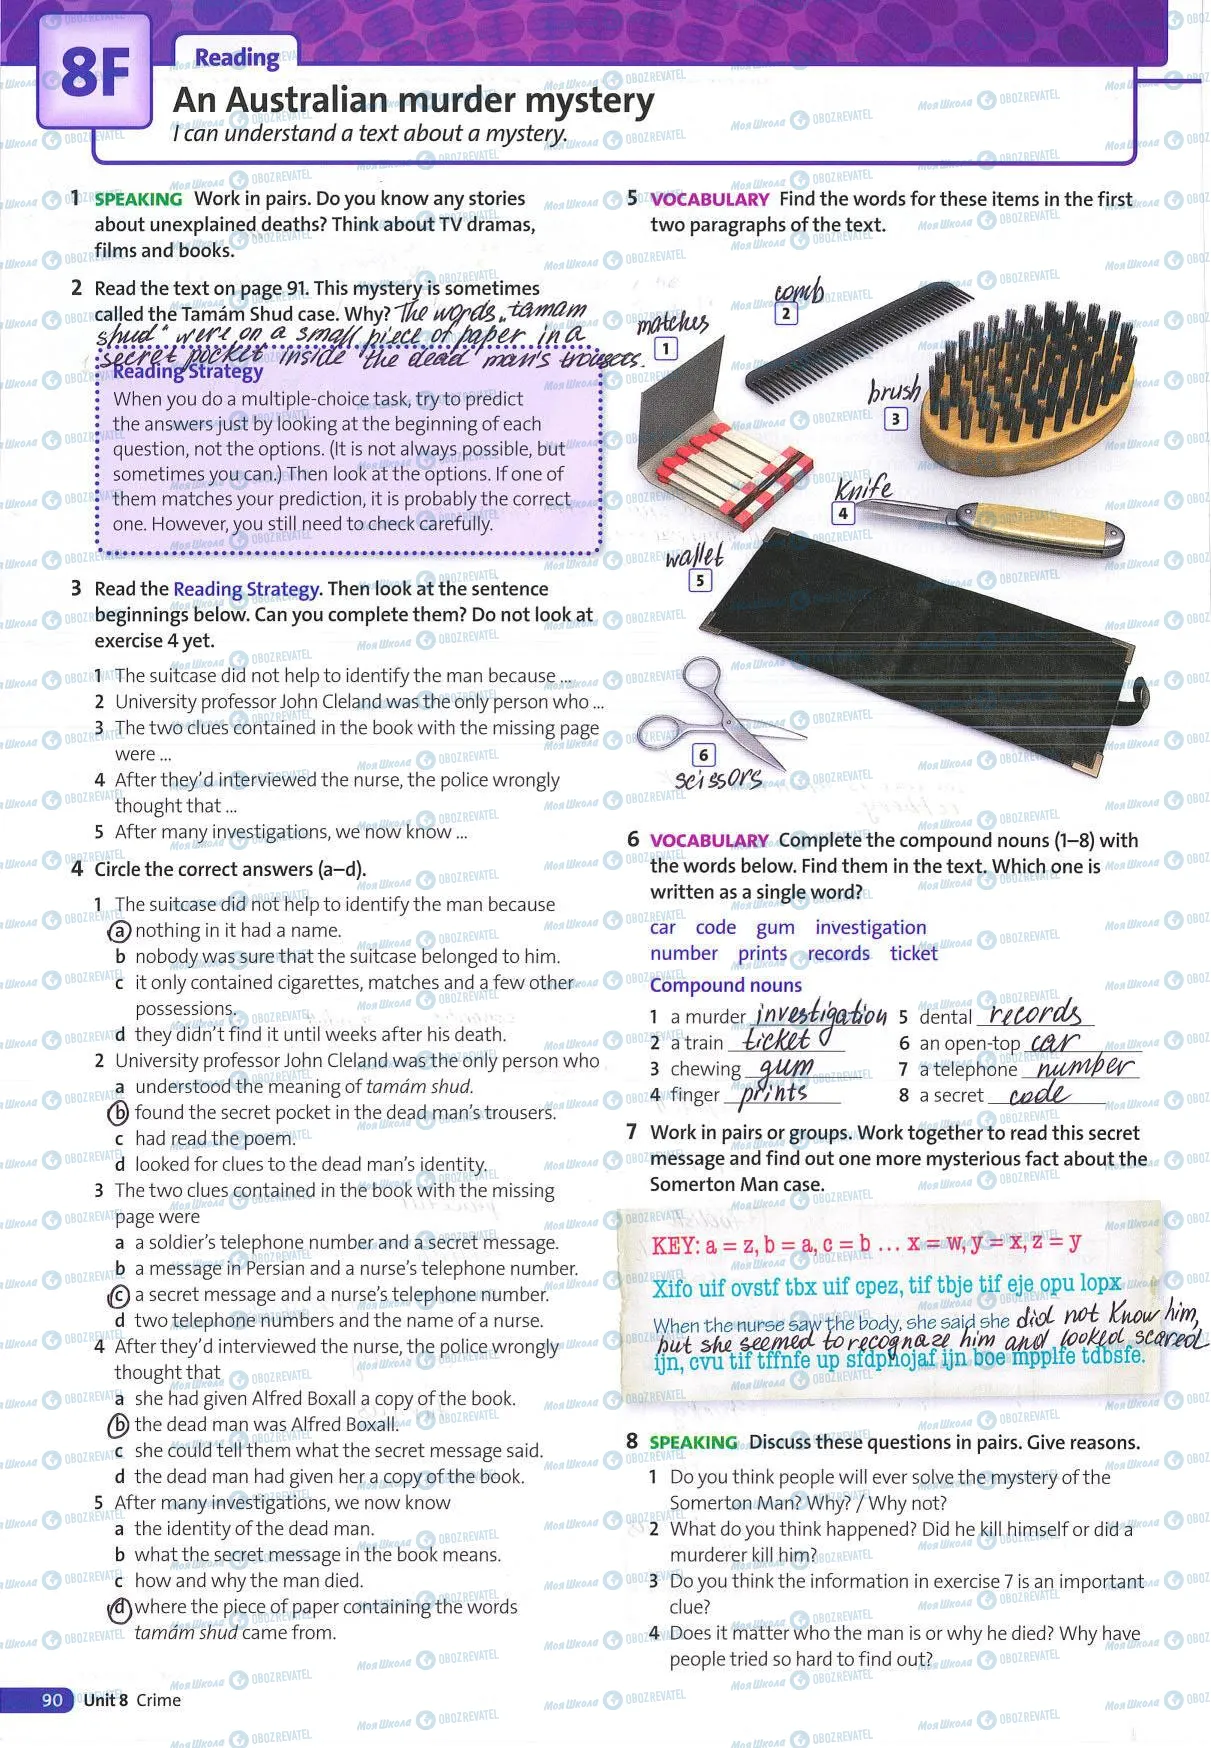 8F
Reading
An Australian murder mystery
I can understand a text about a mystery.
1 SPEAKING Work in pairs. Do you know any stories
about unexplained deaths? Think about TV dramas,
films and books.
2 Read the text on page 91. This mystery is sometimes
called the Tamám Shud case. Why? The words „tamam
shud" were on a small piece of paper in a
secret pocket inside the dead man's trousers.
Reading Strategy
When you do a multiple-choice task, try to predict
the answers just by looking at the beginning of each
question, not the options. (It is not always possible, but
sometimes you can.) Then look at the options. If one of
them matches your prediction, it is probably the correct
one. However, you still need to check carefully.
3 Read the Reading Strategy. Then look at the sentence
beginnings below. Can you complete them? Do not look at
exercise 4 yet.
1 The suitcase did not help to identify the man because ...
2 University professor John Cleland was the only person who ...
3 The two clues contained in the book with the missing page
were ...
4 After they'd interviewed the nurse, the police wrongly
thought that ...
5 After many investigations, we now know ...
4 Circle the correct answers (a–d).
1 The suitcase did not help to identify the man because
a nothing in it had a name.
b nobody was sure that the suitcase belonged to him.
c it only contained cigarettes, matches and a few other
possessions.
d they didn't find it until weeks after his death.
2 University professor John Cleland was the only person who
a understood the meaning of tamám shud.
b found the secret pocket in the dead man's trousers.
c had read the poem.
d looked for clues to the dead man's identity.
3 The two clues contained in the book with the missing
page were
a a soldier's telephone number and a secret message.
b a message in Persian and a nurse's telephone number.
c a secret message and a nurse's telephone number.
d two telephone numbers and the name of a nurse.
4 After they'd interviewed the nurse, the police wrongly
thought that
a she had given Alfred Boxall a copy of the book.
b the dead man was Alfred Boxall.
c she could tell them what the secret message said.
d the dead man had given her a copy of the book.
5 After many investigations, we now know
a the identity of the dead man.
b what the secret message in the book means.
c how and why the man died.
d where the piece of paper containing the words
tamám shud came from.
90 Unit 8 Crime
5 VOCABULARY Find the words for these items in the first
two paragraphs of the text.
matches
1
comb
2
brush
3
knife
4
wallet
5
6
scissors
6 VOCABULARY Complete the compound nouns (1–8) with
the words below. Find them in the text. Which one is
written as a single word?
car code gum investigation
number prints records ticket
Compound nouns
1 a murder investigation 5 dental records
2 a train ticket 6 an open-top car
3 chewing gum 7 a telephone number
4 finger prints 8 a secret code
7 Work in pairs or groups. Work together to read this secret
message and find out one more mysterious fact about the
Somerton Man case.
KEY: a = z, b = a, c = b ... x = w, y = x, z = y
Xifo uif ovstf tbx uif cpez, tif tbje tif eje opu lopx
When the nurse saw the body, she said she did not know him,
but she seemed to recognaze him and looked scared
ijn, cvu tif tffnfe up sfdphojaf ijn boe mpplfe tdbsfe.
8 SPEAKING Discuss these questions in pairs. Give reasons.
1 Do you think people will ever solve the mystery of the
Somerton Man? Why? / Why not?
2 What do you think happened? Did he kill himself or did a
murderer kill him?
3 Do you think the information in exercise 7 is an important
clue?
4 Does it matter who the man is or why he died? Why have
people tried so hard to find out?
Моя Школа OBOZREVATEL